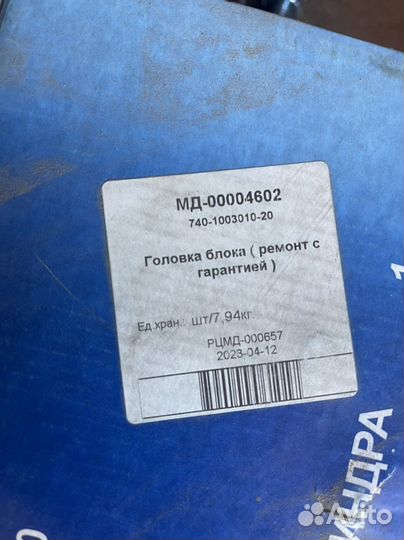 МД-00004602
740-1003010-20
Головка блока ( ремонт с
гарантией )
Ед.хран.: шт/7,94кг.
РЦМД-000657
2023-04-12
1
ИНДРА
Avito